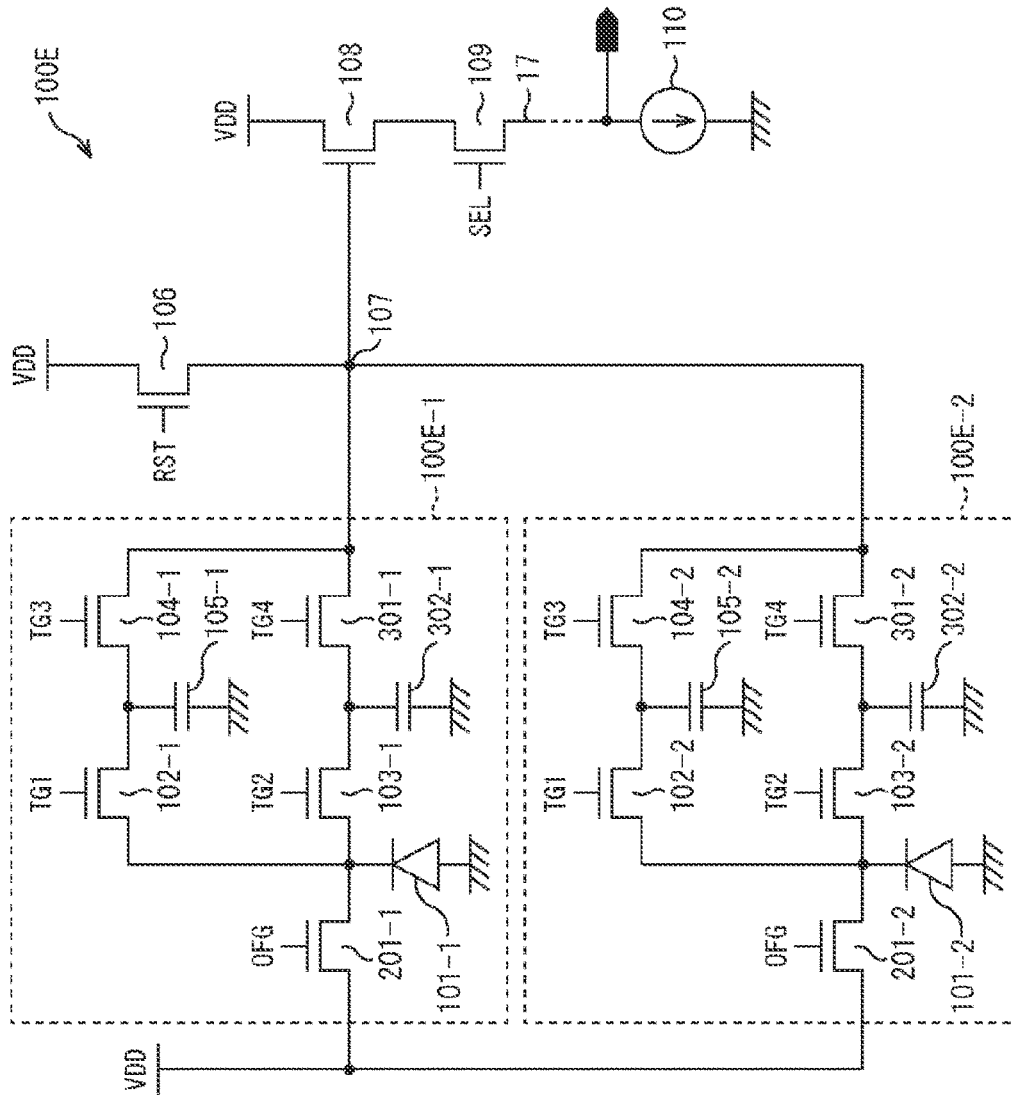 100E
VDD
108
109
17
110
SEL
VDD
106
RST
107
100E-1
TG3
104-1
105-1
TG4
301-1
302-1
TG1
102-1
TG2
103-1
OFG
201-1
101-1
100E-2
TG3
104-2
105-2
TG4
301-2
302-2
TG1
102-2
TG2
103-2
OFG
201-2
101-2
VDD